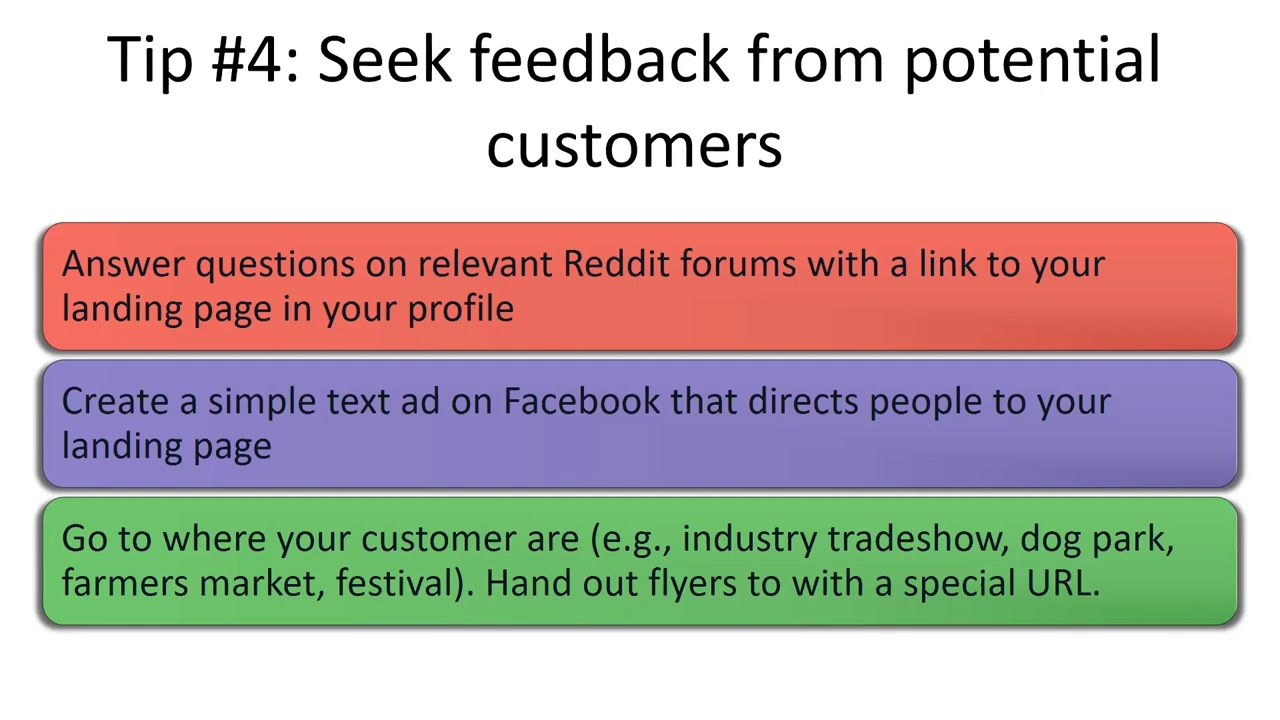 Tip #4: Seek feedback from potential
customers
Answer questions on relevant Reddit forums with a link to your
landing page in your profile
Create a simple text ad on Facebook that directs people to your
landing page
Go to where your customer are (e.g., industry tradeshow, dog park,
farmers market, festival). Hand out flyers to with a special URL.